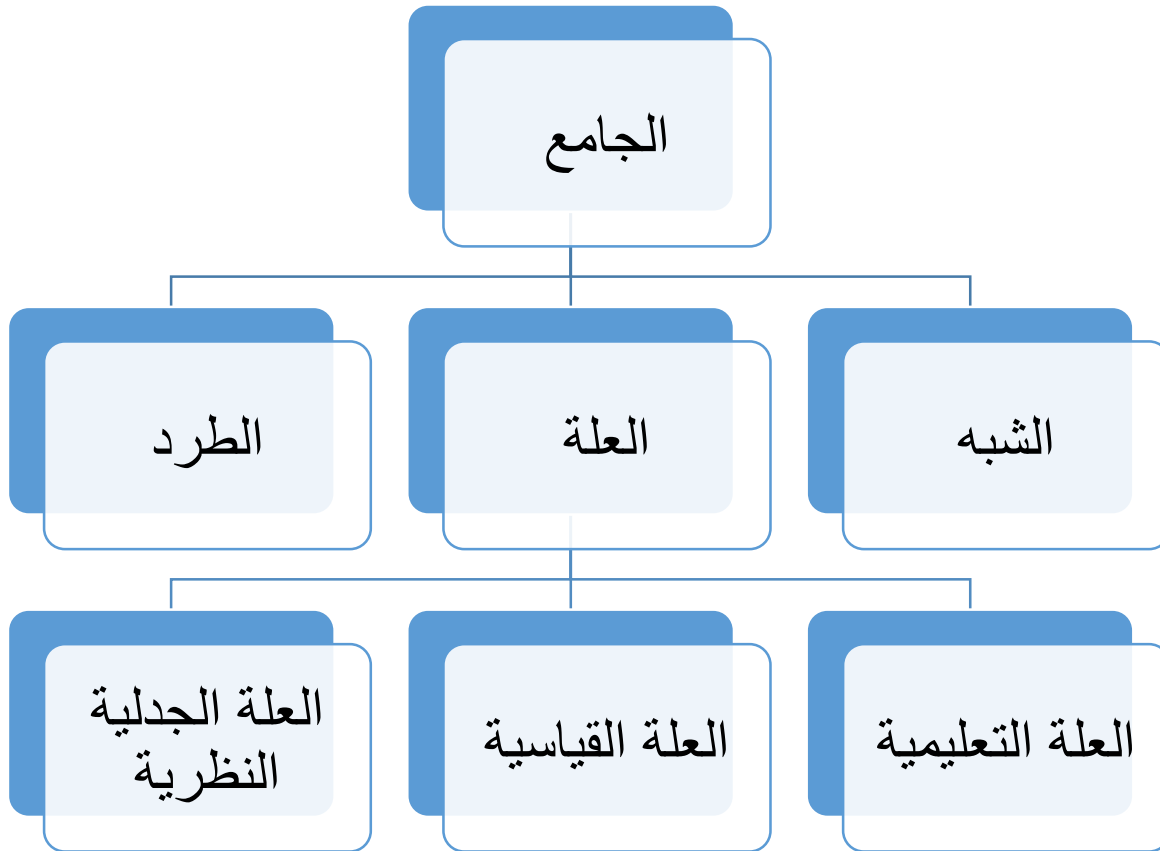 الجامع
الشبه
العلة
الطرد
العلة التعليمية
العلة القياسية
العلة الجدلية
النظرية